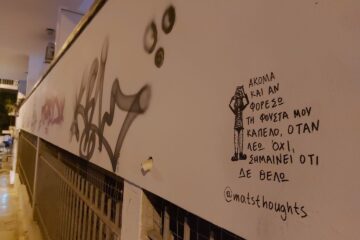 ΑΚΟΜΑ
ΚΑΙ ΑΝ
ΦΟΡΕΣΩ
ΤΗ ΦΟΥΣΤΑ ΜΟΥ
ΚΑΠΕΛΟ, ΟΤΑΝ
ΛΕΩ ΌΧΙ,
ΣΗΜΑΙΝΕΙ ΟΤΙ
ΔΕ ΘΕΛΩ
@matsthoughts